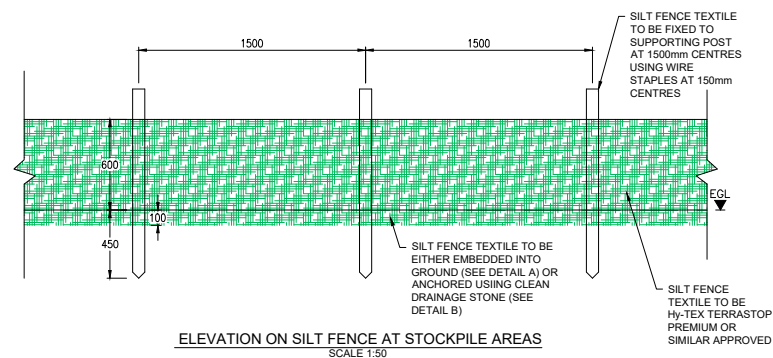 SILT FENCE TEXTILE
TO BE FIXED TO
SUPPORTING POST
AT 1500mm CENTRES
USING WIRE
STAPLES AT 150mm
CENTRES
1500
1500
600
100
450
EGL
SILT FENCE TEXTILE TO BE
EITHER EMBEDDED INTO
GROUND (SEE DETAIL A) OR
ANCHORED USUING CLEAN
DRAINAGE STONE (SEE
DETAIL B)
SILT FENCE
TEXTILE TO BE
Hy-TEX TERRASTOP
PREMIUM OR
SIMILAR APPROVED
ELEVATION ON SILT FENCE AT STOCKPILE AREAS
SCALE 1:50